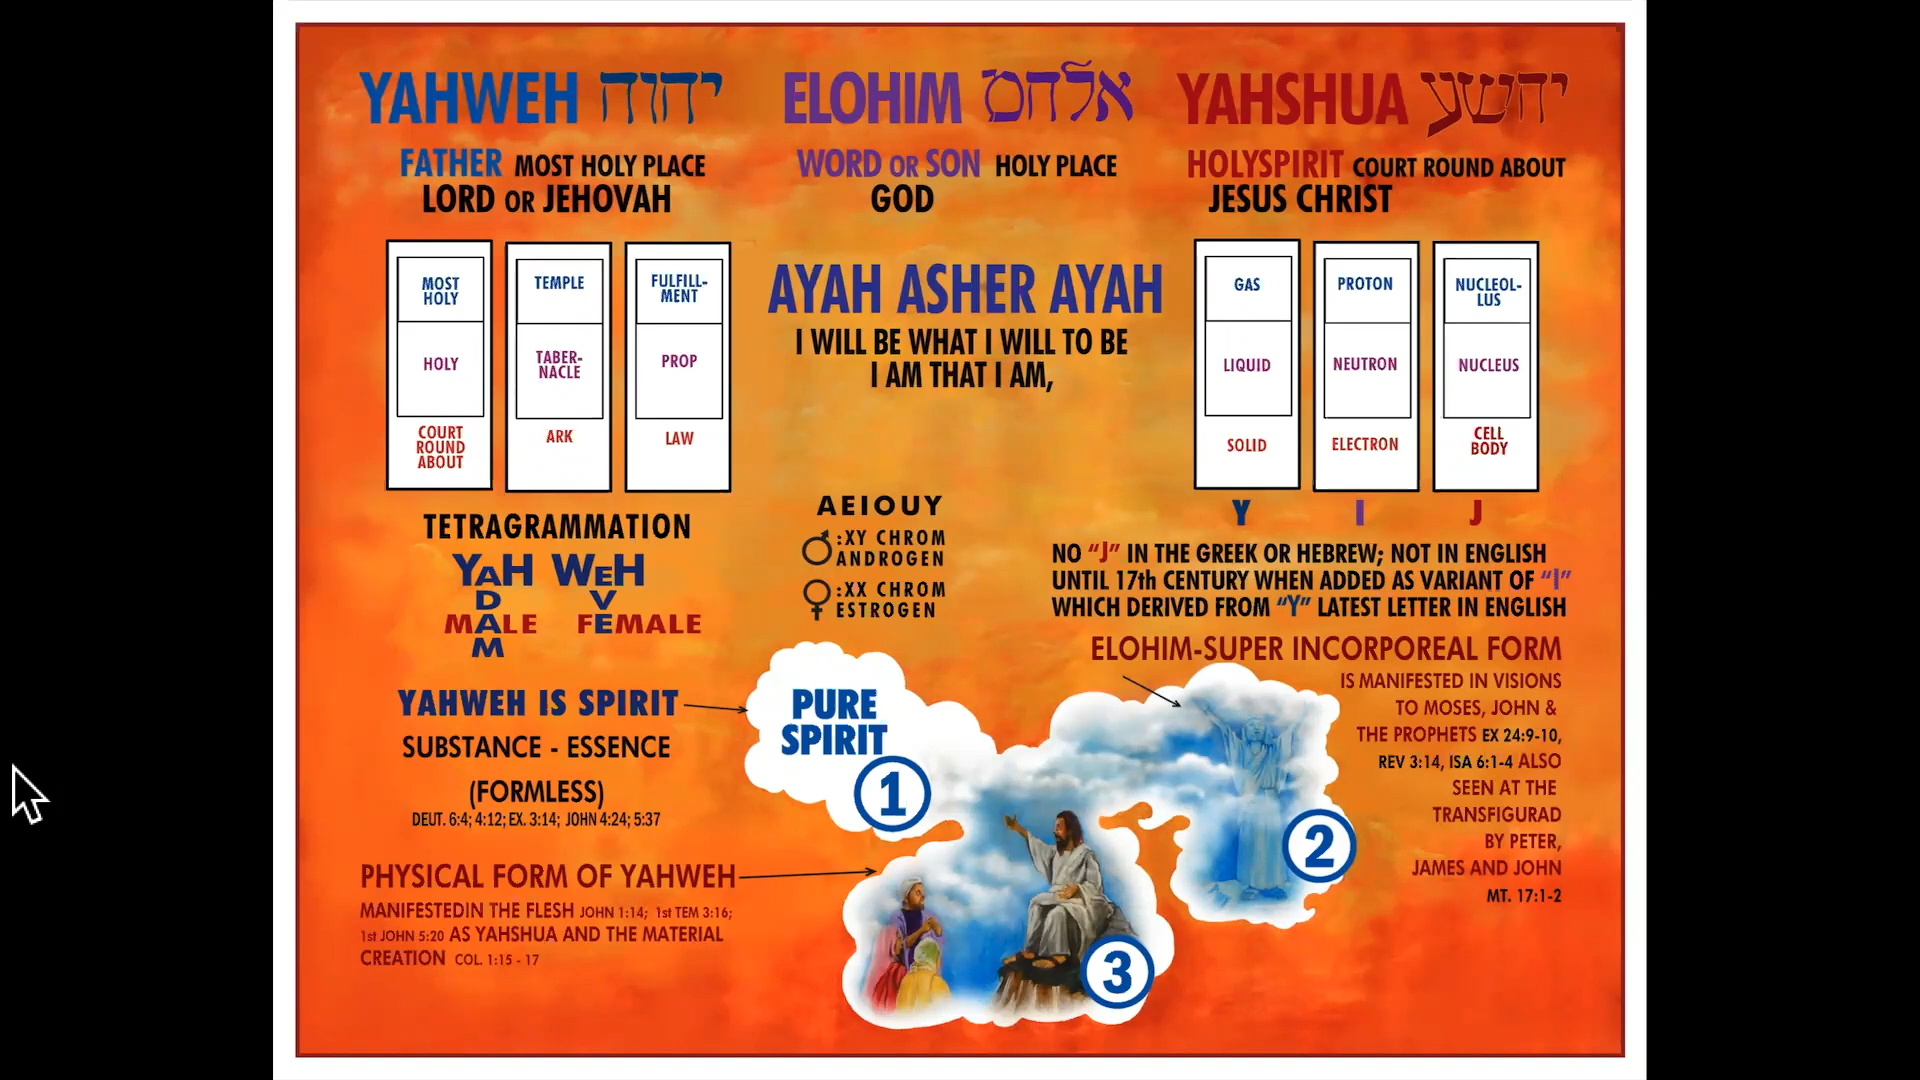 YAHWEH יהוה
FATHER MOST HOLY PLACE
LORD OR JEHOVAH
ELOHIM אלהמ
WORD OR SON HOLY PLACE
GOD
YAHSHUA יהשע
HOLYSPIRIT COURT ROUND ABOUT
JESUS CHRIST
MOST
HOLY
HOLY
COURT
ROUND
ABOUT
TEMPLE
TABER-
NACLE
ARK
FULFILL-
MENT
PROP
LAW
AYAH ASHER AYAH
I WILL BE WHAT I WILL TO BE
I AM THAT I AM,
GAS
LIQUID
SOLID
PROTON
NEUTRON
ELECTRON
NUCLEOL-
LUS
NUCLEUS
CELL
BODY
Y I J
TETRAGRAMMATION
YAH WEH
D V
MALE FEMALE
M
AEIOUY
:XY CHROM
ANDROGEN
:XX CHROM
ESTROGEN
NO “J” IN THE GREEK OR HEBREW; NOT IN ENGLISH
UNTIL 17th CENTURY WHEN ADDED AS VARIANT OF “I”
WHICH DERIVED FROM “Y” LATEST LETTER IN ENGLISH
YAHWEH IS SPIRIT
SUBSTANCE - ESSENCE
(FORMLESS)
DEUT. 6:4; 4:12; EX. 3:14; JOHN 4:24; 5:37
PURE
SPIRIT
1
ELOHIM-SUPER INCORPOREAL FORM
IS MANIFESTED IN VISIONS
TO MOSES, JOHN &
THE PROPHETS EX 24:9-10,
REV 3:14, ISA 6:1-4 ALSO
SEEN AT THE
TRANSFIGURAD
BY PETER,
JAMES AND JOHN
MT. 17:1-2
2
PHYSICAL FORM OF YAHWEH
MANIFESTEDIN THE FLESH JOHN 1:14; 1st TEM 3:16;
1st JOHN 5:20 AS YAHSHUA AND THE MATERIAL
CREATION COL. 1:15 - 17
3